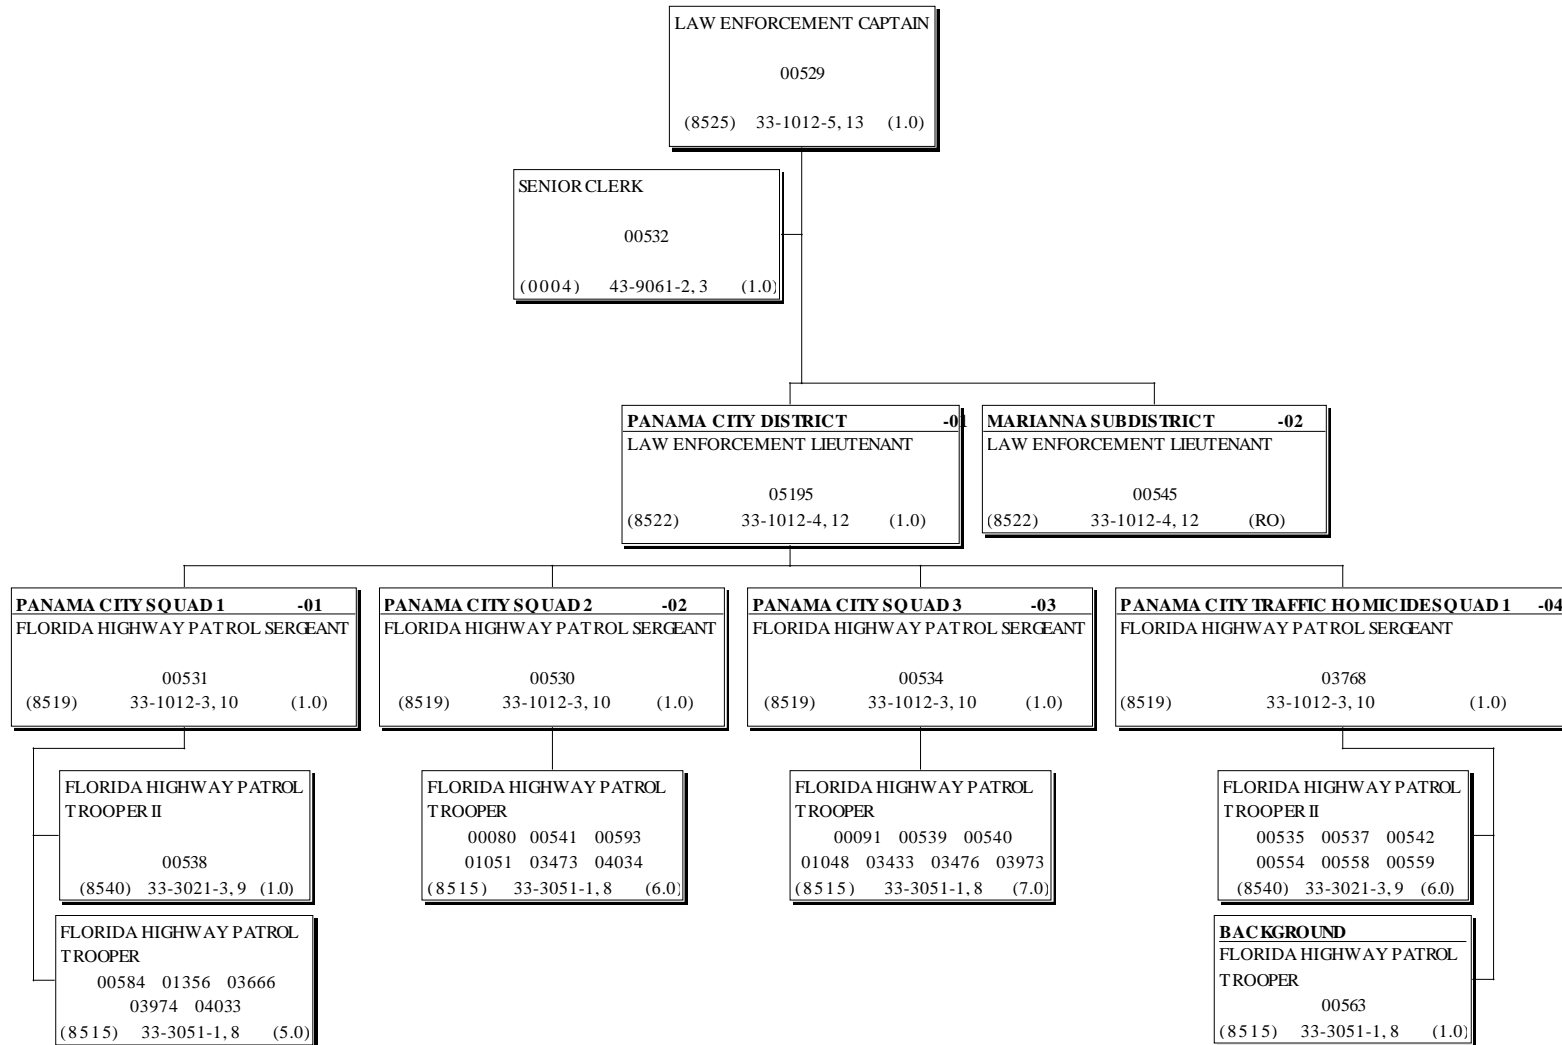 LAW ENFORCEMENT CAPTAIN
00529
(8525) 33-1012-5, 13 (1.0)
SENIOR CLERK
00532
(0004) 43-9061-2, 3 (1.0)
PANAMA CITY DISTRICT -01
LAW ENFORCEMENT LIEUTENANT
05195
(8522) 33-1012-4, 12 (1.0)
MARIANNA SUBDISTRICT -02
LAW ENFORCEMENT LIEUTENANT
00545
(8522) 33-1012-4, 12 (RO)
PANAMA CITY SQUAD 1 -01
FLORIDA HIGHWAY PATROL SERGEANT
00531
(8519) 33-1012-3, 10 (1.0)
PANAMA CITY SQUAD 2 -02
FLORIDA HIGHWAY PATROL SERGEANT
00530
(8519) 33-1012-3, 10 (1.0)
PANAMA CITY SQUAD 3 -03
FLORIDA HIGHWAY PATROL SERGEANT
00534
(8519) 33-1012-3, 10 (1.0)
PANAMA CITY TRAFFIC HOMICIDE SQUAD 1 -04
FLORIDA HIGHWAY PATROL SERGEANT
03768
(8519) 33-1012-3, 10 (1.0)
FLORIDA HIGHWAY PATROL
TROOPER II
00538
(8540) 33-3021-3, 9 (1.0)
FLORIDA HIGHWAY PATROL
TROOPER
00584 01356 03666
03974 04033
(8515) 33-3051-1, 8 (5.0)
FLORIDA HIGHWAY PATROL
TROOPER
00080 00541 00593
01051 03473 04034
(8515) 33-3051-1, 8 (6.0)
FLORIDA HIGHWAY PATROL
TROOPER
00091 00539 00540
01048 03433 03476 03973
(8515) 33-3051-1, 8 (7.0)
FLORIDA HIGHWAY PATROL
TROOPER II
00535 00537 00542
00554 00558 00559
(8540) 33-3021-3, 9 (6.0)
BACKGROUND
FLORIDA HIGHWAY PATROL
TROOPER
00563
(8515) 33-3051-1, 8 (1.0)